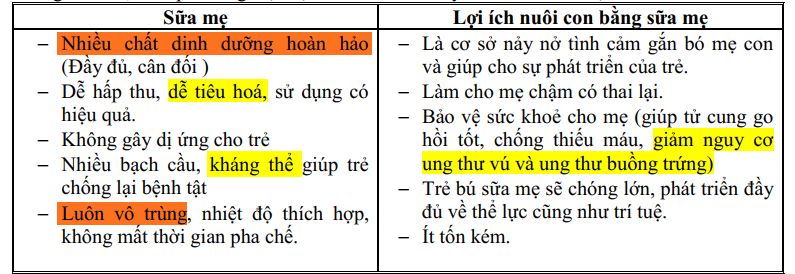 Sữa mẹ
– Nhiều chất dinh dưỡng hoàn hảo
(Đầy đủ, cân đối )
– Dễ hấp thu, dễ tiêu hoá, sử dụng có
hiệu quả.
– Không gây dị ứng cho trẻ
– Nhiều bạch cầu, kháng thể giúp trẻ
chống lại bệnh tật
– Luôn vô trùng, nhiệt độ thích hợp,
không mất thời gian pha chế.
Lợi ích nuôi con bằng sữa mẹ
– Là cơ sở nảy nở tình cảm gắn bó mẹ con
và giúp cho sự phát triển của trẻ.
– Làm cho mẹ chậm có thai lại.
– Bảo vệ sức khoẻ cho mẹ (giúp tử cung go
hồi tốt, chống thiếu máu, giảm nguy cơ
ung thư vú và ung thư buồng trứng)
– Trẻ bú sữa mẹ sẽ chóng lớn, phát triển đầy
đủ về thể lực cũng như trí tuệ.
– Ít tốn kém.